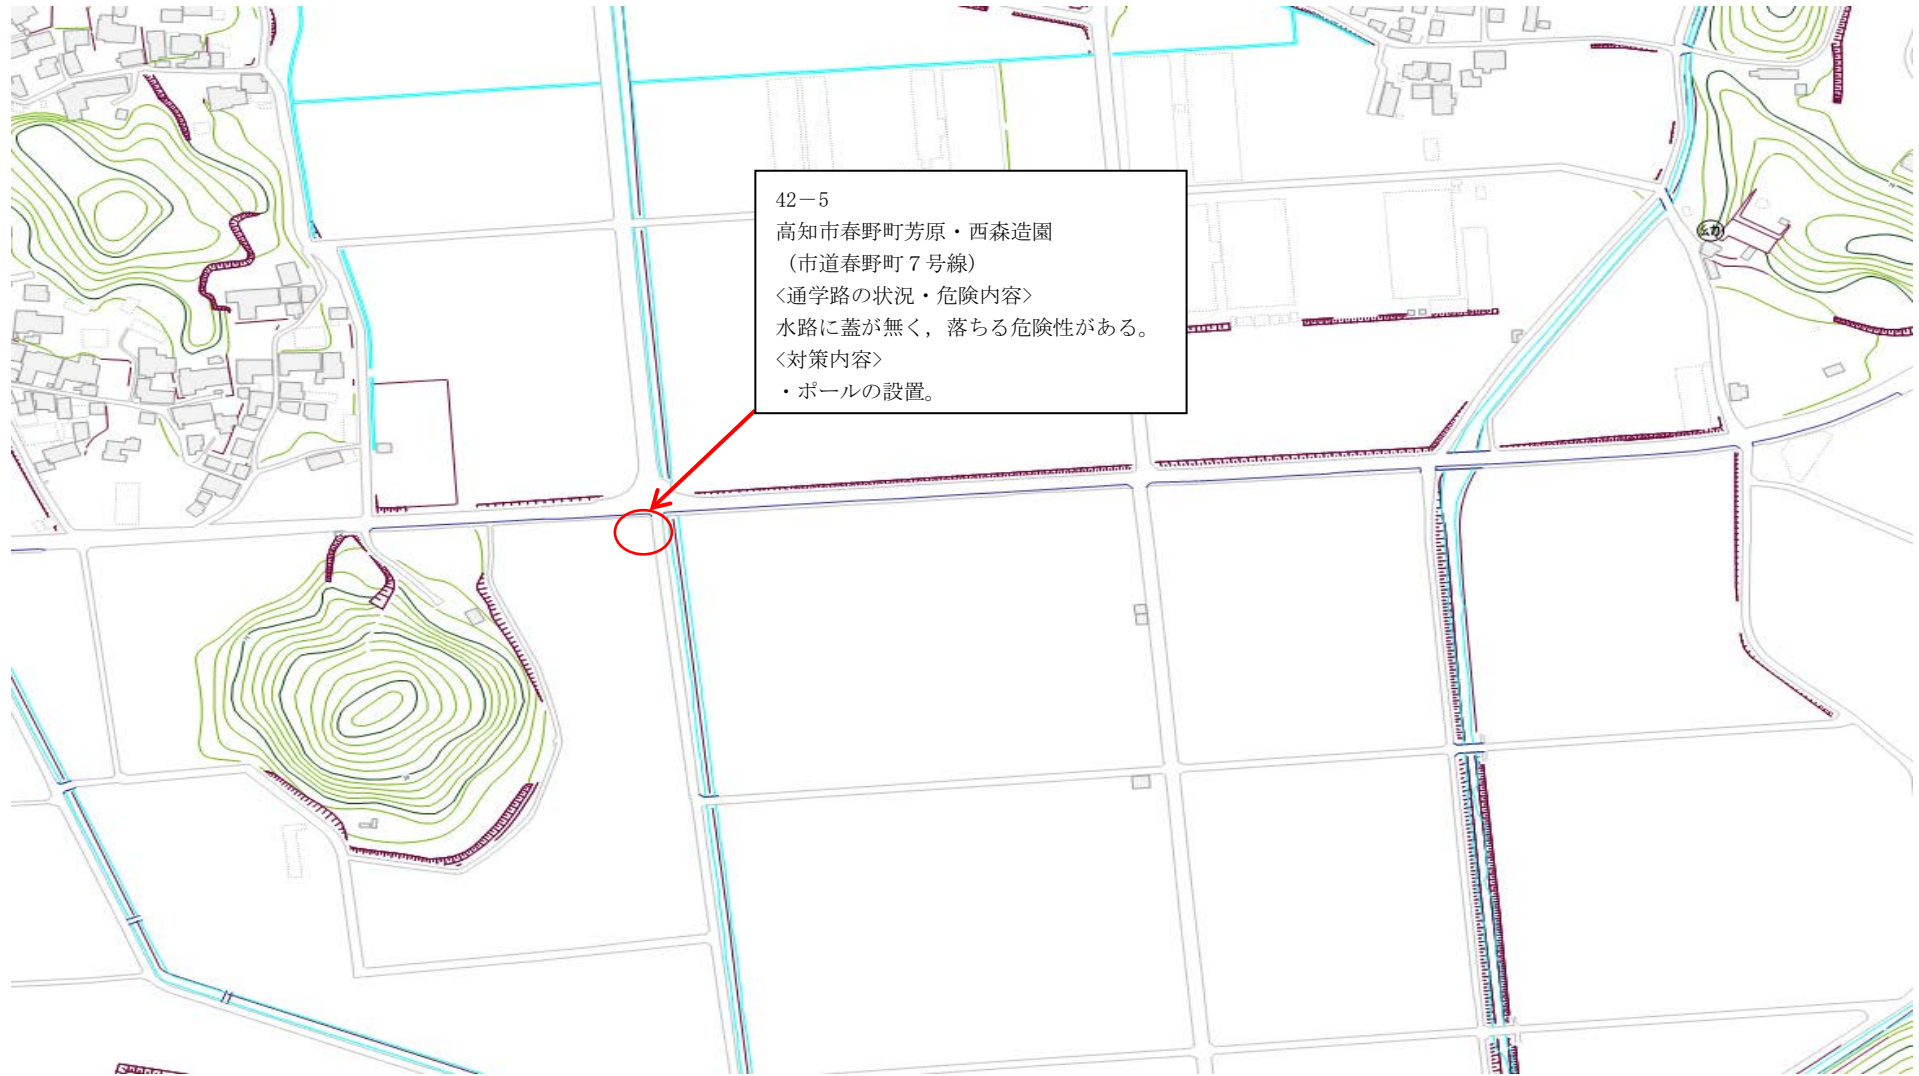 42－5
高知市春野町芳原・西森造園
（市道春野町７号線）
<通学路の状況・危険内容>
水路に蓋が無く，落ちる危険性がある。
<対策内容>
・ポールの設置。